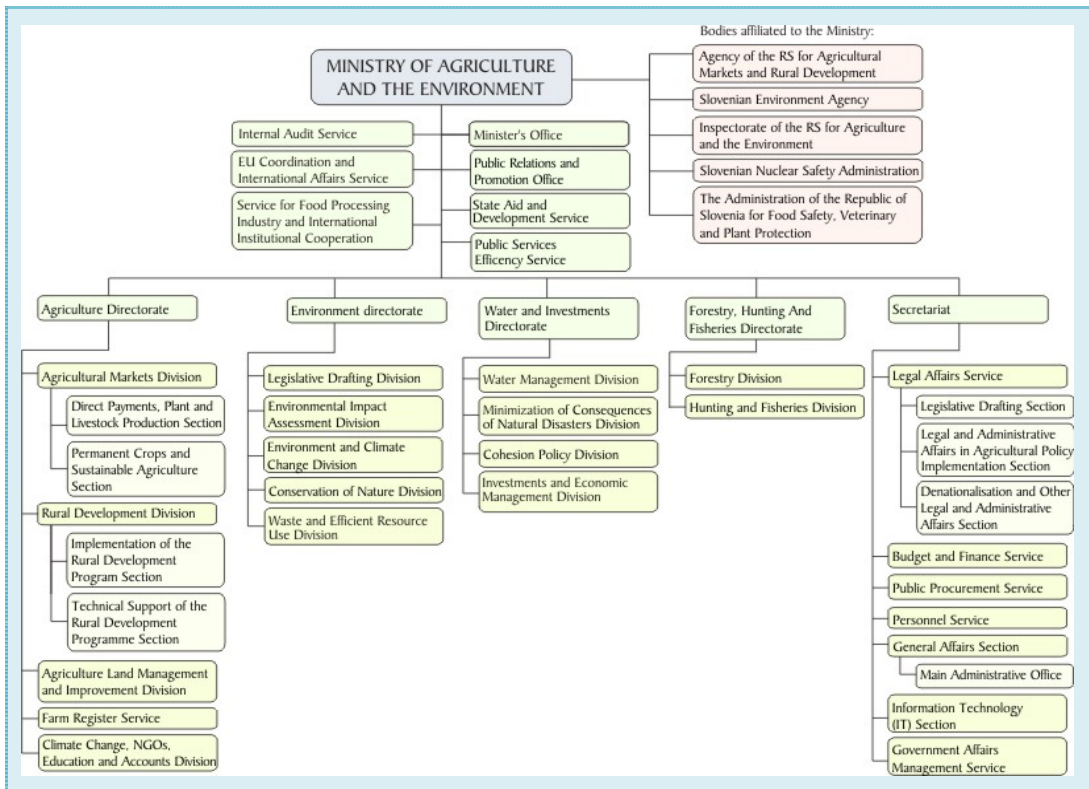 Bodies affiliated to the Ministry:
MINISTRY OF AGRICULTURE
AND THE ENVIRONMENT
Agency of the RS for Agricultural
Markets and Rural Development
Slovenian Environment Agency
Inspectorate of the RS for Agriculture
and the Environment
Slovenian Nuclear Safety Administration
The Administration of the Republic of
Slovenia for Food Safety, Veterinary
and Plant Protection
Internal Audit Service
EU Coordination and
International Affairs Service
Service for Food Processing
Industry and International
Institutional Cooperation
Minister's Office
Public Relations and
Promotion Office
State Aid and
Development Service
Public Services
Efficency Service
Agriculture Directorate
Agricultural Markets Division
Direct Payments, Plant and
Livestock Production Section
Permanent Crops and
Sustainable Agriculture
Section
Rural Development Division
Implementation of the
Rural Development
Program Section
Technical Support of the
Rural Development
Programme Section
Agriculture Land Management
and Improvement Division
Farm Register Service
Climate Change, NGOs,
Education and Accounts Division
Environment directorate
Legislative Drafting Division
Environmental Impact
Assessment Division
Environment and Climate
Change Division
Conservation of Nature Division
Waste and Efficient Resource
Use Division
Water and Investments
Directorate
Water Management Division
Minimization of Consequences
of Natural Disasters Division
Cohesion Policy Division
Investments and Economic
Management Division
Forestry, Hunting And
Fisheries Directorate
Forestry Division
Hunting and Fisheries Division
Secretariat
Legal Affairs Service
Legislative Drafting Section
Legal and Administrative
Affairs in Agricultural Policy
Implementation Section
Denationalisation and Other
Legal and Administrative
Affairs Section
Budget and Finance Service
Public Procurement Service
Personnel Service
General Affairs Section
Main Administrative Office
Information Technology
(IT) Section
Government Affairs
Management Service